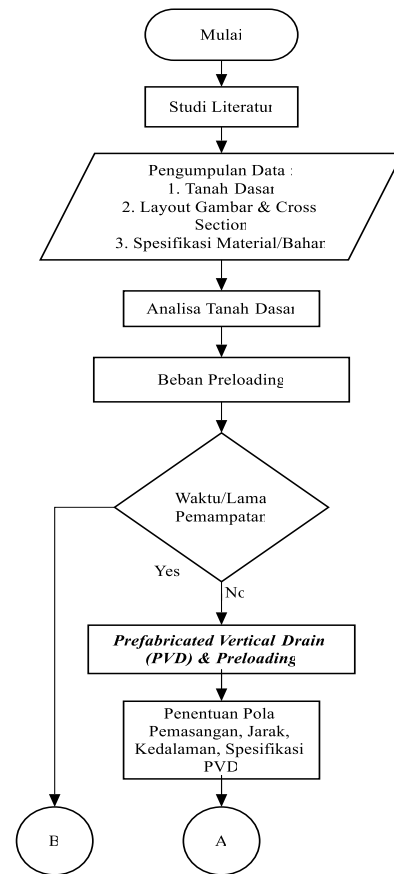 Mulai
Studi Literatur
Pengumpulan Data :
1. Tanah Dasar
2. Layout Gambar & Cross
Section
3. Spesifikasi Material/Bahan
Analisa Tanah Dasar
Beban Preloading
Waktu/Lama
Pemampatan
Yes
No
Prefabricated Vertical Drain
(PVD) & Preloading
Penentuan Pola
Pemasangan, Jarak,
Kedalaman, Spesifikasi
PVD
B
A